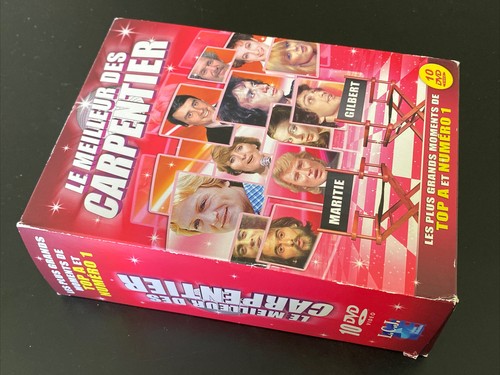 LE MEILLEUR DES
CARPENTIER
GILBERT
MARITIE
10
DVD
LES PLUS GRANDS MOMENTS DE
TOP A ET NUMÉRO 1
LES PLUS GRANDS
MOMENTS DE
TOP A ET
NUMÉRO 1
LE MEILLEUR DES
CARPENTIER
10 DVD
VIDEO
L.C.J.